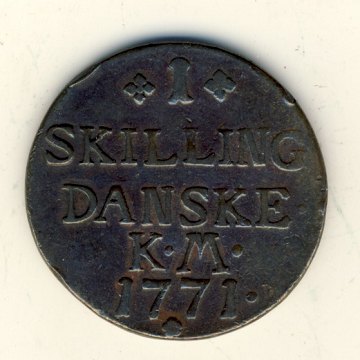 1
SKILLING
DANSKE
K·M·
1771·